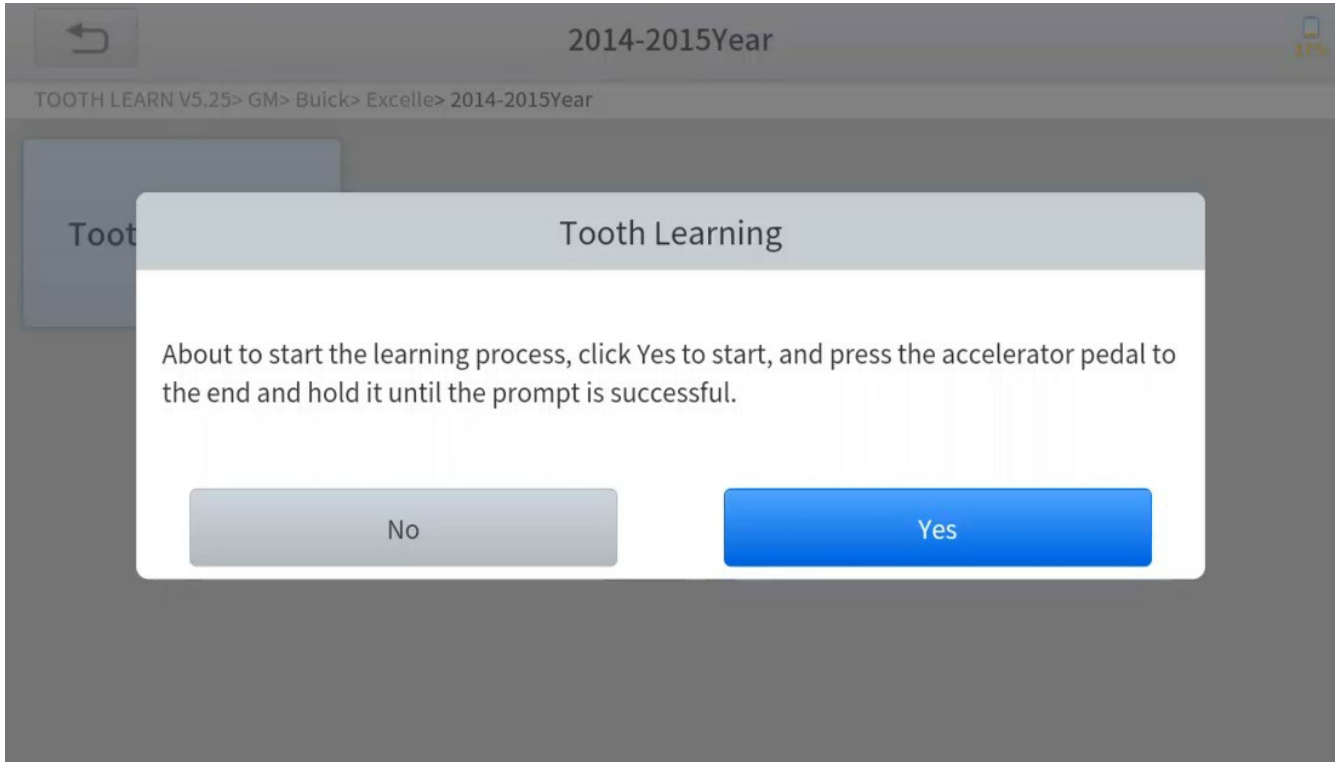 2014-2015Year
TOOTH LEARN V5.25> GM> Buick> Excelle> 2014-2015Year
Toot
Tooth Learning
About to start the learning process, click Yes to start, and press the accelerator pedal to
the end and hold it until the prompt is successful.
No
Yes